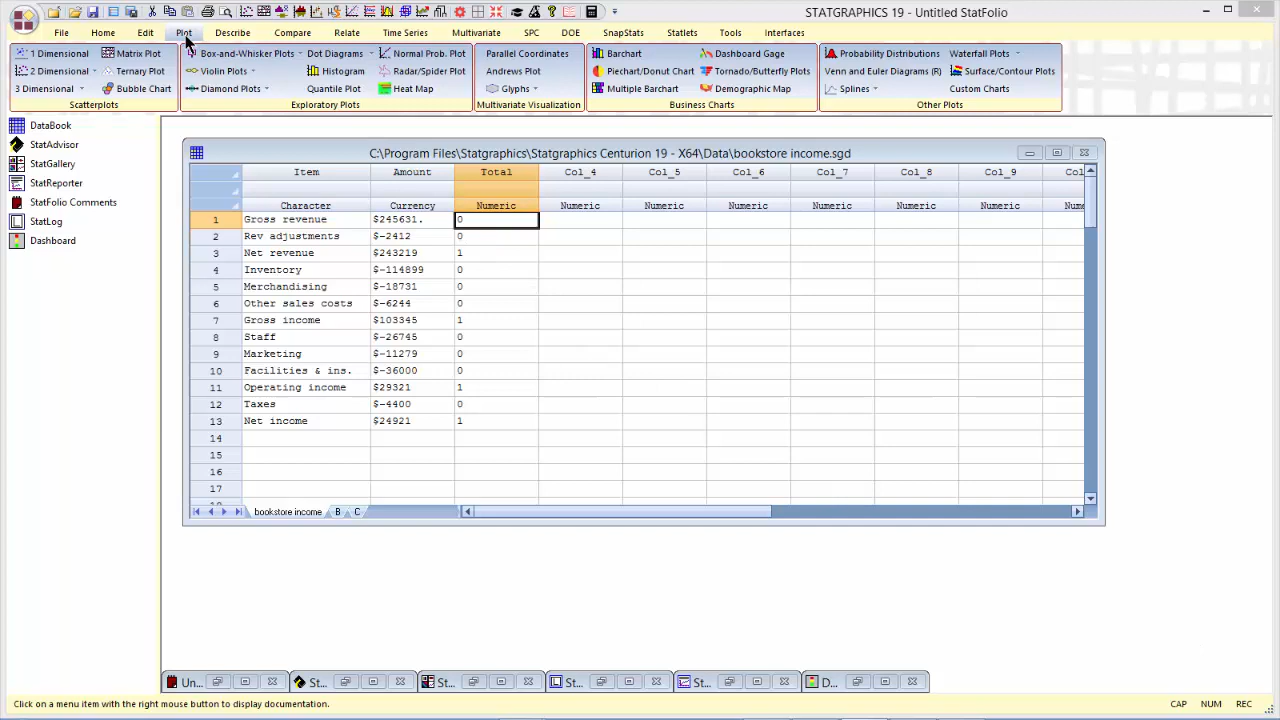 STATGRAPHICS 19 - Untitled StatFolio
File Home Edit Plot Describe Compare Relate Time Series Multivariate SPC DOE SnapStats Statlets Tools Interfaces
1 Dimensional Matrix Plot Box-and-Whisker Plots Dot Diagrams Normal Prob. Plot Parallel Coordinates Barchart Dashboard Gage Probability Distributions Waterfall Plots
2 Dimensional Ternary Plot Violin Plots Histogram Radar/Spider Plot Andrews Plot Piechart/Donut Chart Tornado/Butterfly Plot Venn and Euler Diagrams (R) Surface/Contour Plots
3 Dimensional Bubble Chart Diamond Plots Quantile Plot Heat Map Glyphs Multiple Barchart Demographic Map Splines Custom Charts
Scatterplots Exploratory Plots Multivariate Visualization Business Charts Other Plots
DataBook
StatAdvisor
StatGallery
StatReporter
StatFolio Comments
StatLog
Dashboard
C:\Program Files\Statgraphics\Statgraphics Centurion 19 - X64\Data\bookstore income.sgd
Item Amount Total Col_4 Col_5 Col_6 Col_7 Col_8 Col_9 Col
Character Currency Numeric Numeric Numeric Numeric Numeric Numeric Numeric Nume
1 Gross revenue $245631. 0
2 Rev adjustments $-2412 0
3 Net revenue $243219 1
4 Inventory $-114899 0
5 Merchandising $-18731 0
6 Other sales costs $-6244 0
7 Gross income $103345 1
8 Staff $-26745 0
9 Marketing $-11279 0
10 Facilities & ins. $-36000 0
11 Operating income $29321 1
12 Taxes $-4400 0
13 Net income $24921 1
14
15
16
17
bookstore income B C
Un... St... St... St... St... D...
Click on a menu item with the right mouse button to display documentation. CAP NUM REC